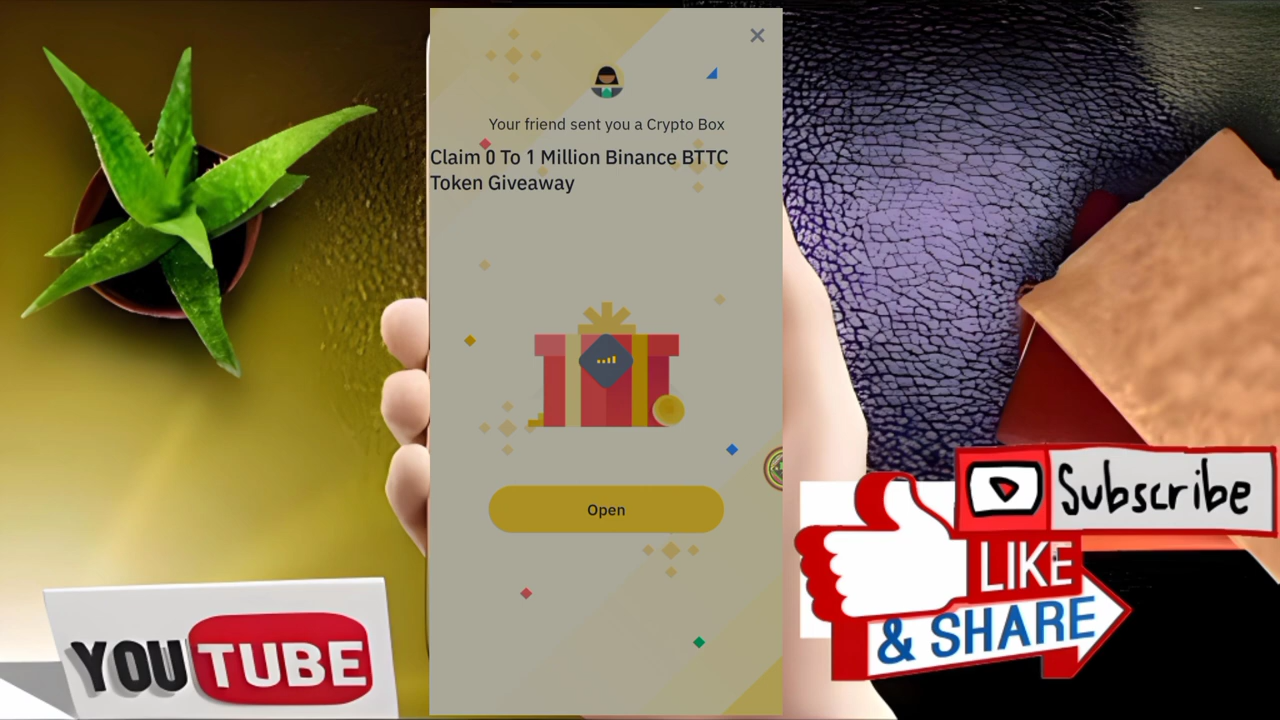 Your friend sent you a Crypto Box
Claim 0 To 1 Million Binance BTTC
Token Giveaway
Open
Subscribe
LIKE
& SHARE
YOUTUBE